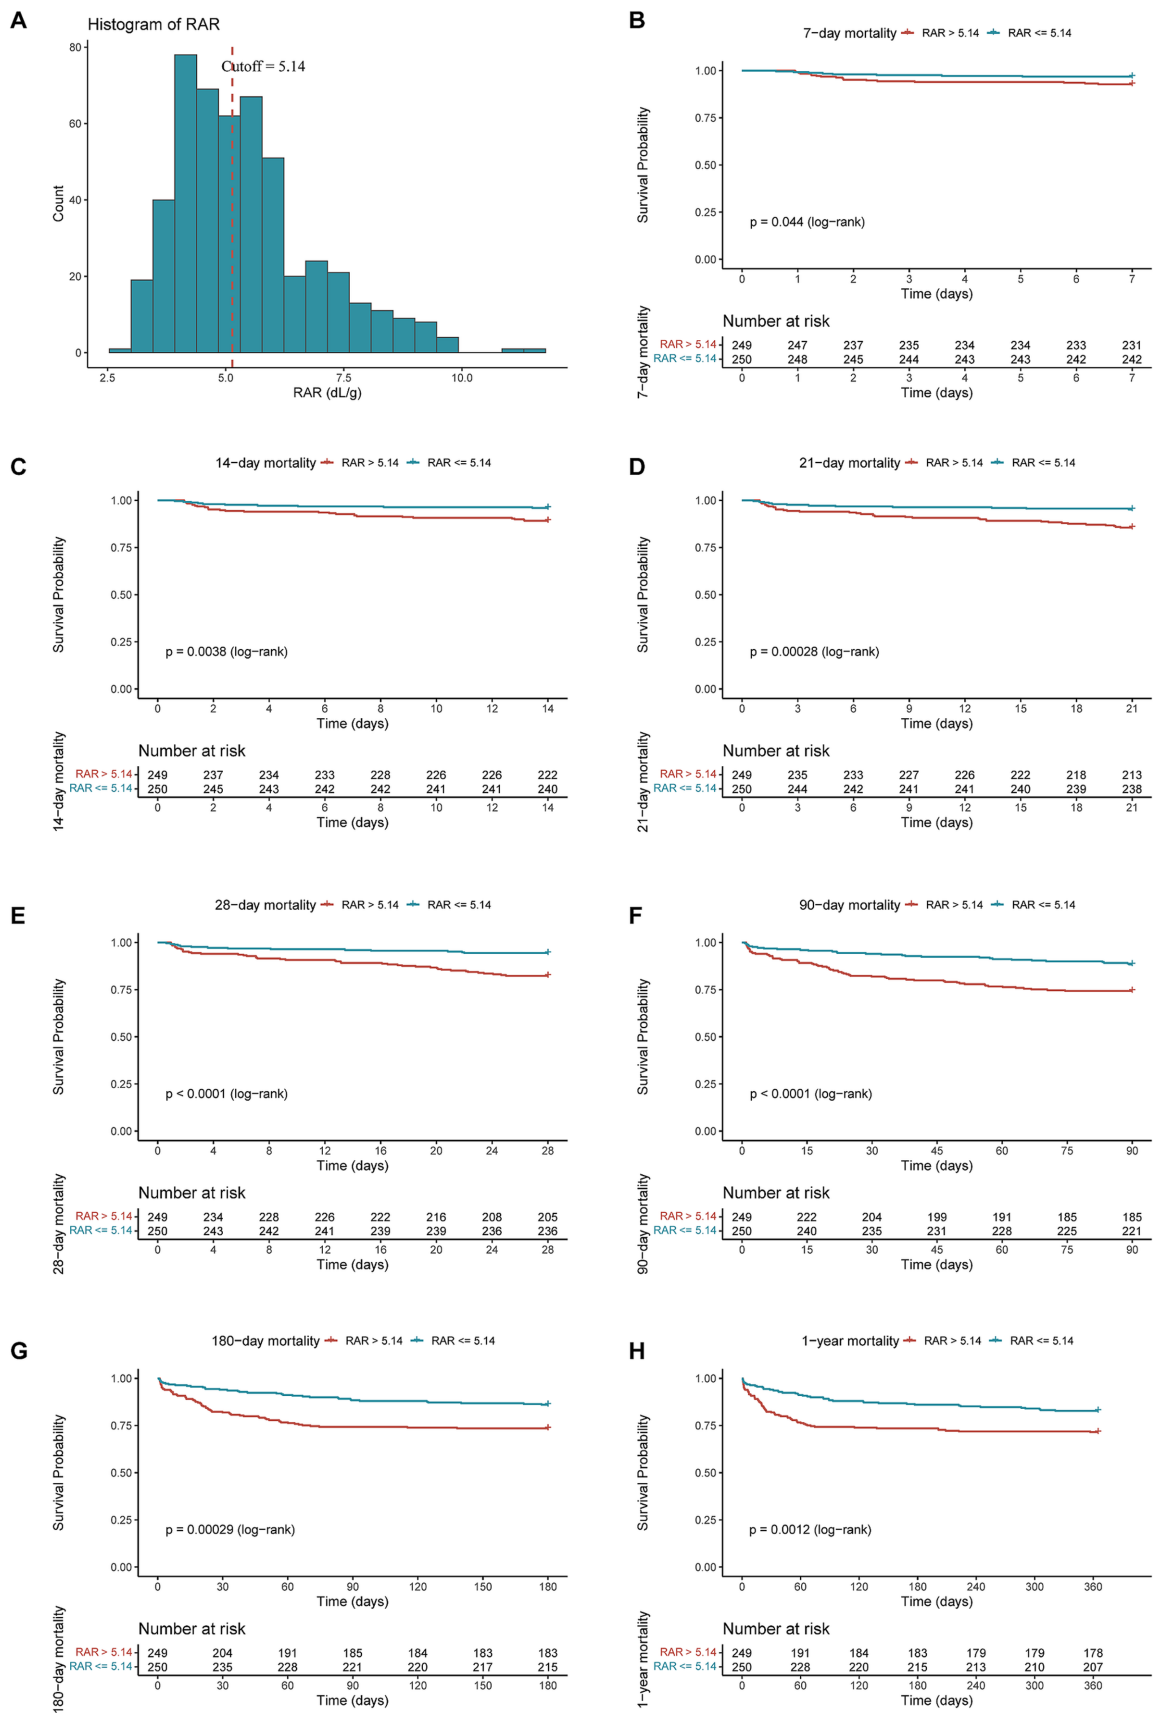 A
Histogram of RAR
80
60
40
20
0
Count
Cutoff = 5.14
2.5 5.0 7.5 10.0
RAR (dL/g)
B
7−day mortality RAR > 5.14 RAR <= 5.14
1.00
0.75
0.50
0.25
0.00
Survival Probability
p = 0.044 (log−rank)
0 1 2 3 4 5 6 7
Time (days)
Number at risk
7−day mortality
RAR > 5.14 249 247 237 235 234 234 233 231
RAR <= 5.14 250 248 245 244 243 243 242 242
0 1 2 3 4 5 6 7
Time (days)
C
14−day mortality RAR > 5.14 RAR <= 5.14
1.00
0.75
0.50
0.25
0.00
Survival Probability
p = 0.0038 (log−rank)
0 2 4 6 8 10 12 14
Time (days)
Number at risk
14−day mortality
RAR > 5.14 249 237 234 233 228 226 226 222
RAR <= 5.14 250 245 243 242 242 241 241 240
0 2 4 6 8 10 12 14
Time (days)
D
21−day mortality RAR > 5.14 RAR <= 5.14
1.00
0.75
0.50
0.25
0.00
Survival Probability
p = 0.00028 (log−rank)
0 3 6 9 12 15 18 21
Time (days)
Number at risk
21−day mortality
RAR > 5.14 249 235 233 227 226 222 218 213
RAR <= 5.14 250 244 242 241 241 240 239 238
0 3 6 9 12 15 18 21
Time (days)
E
28−day mortality RAR > 5.14 RAR <= 5.14
1.00
0.75
0.50
0.25
0.00
Survival Probability
p < 0.0001 (log−rank)
0 4 8 12 16 20 24 28
Time (days)
Number at risk
28−day mortality
RAR > 5.14 249 234 228 226 222 216 208 205
RAR <= 5.14 250 243 242 241 239 239 236 236
0 4 8 12 16 20 24 28
Time (days)
F
90−day mortality RAR > 5.14 RAR <= 5.14
1.00
0.75
0.50
0.25
0.00
Survival Probability
p < 0.0001 (log−rank)
0 15 30 45 60 75 90
Time (days)
Number at risk
90−day mortality
RAR > 5.14 249 222 204 199 191 185 185
RAR <= 5.14 250 240 235 231 228 225 221
0 15 30 45 60 75 90
Time (days)
G
180−day mortality RAR > 5.14 RAR <= 5.14
1.00
0.75
0.50
0.25
0.00
Survival Probability
p = 0.00029 (log−rank)
0 30 60 90 120 150 180
Time (days)
Number at risk
180−day mortality
RAR > 5.14 249 204 191 185 184 183 183
RAR <= 5.14 250 235 228 221 220 217 215
0 30 60 90 120 150 180
Time (days)
H
1−year mortality RAR > 5.14 RAR <= 5.14
1.00
0.75
0.50
0.25
0.00
Survival Probability
p = 0.0012 (log−rank)
0 60 120 180 240 300 360
Time (days)
Number at risk
1−year mortality
RAR > 5.14 249 191 184 183 179 179 178
RAR <= 5.14 250 228 220 215 213 210 207
0 60 120 180 240 300 360
Time (days)